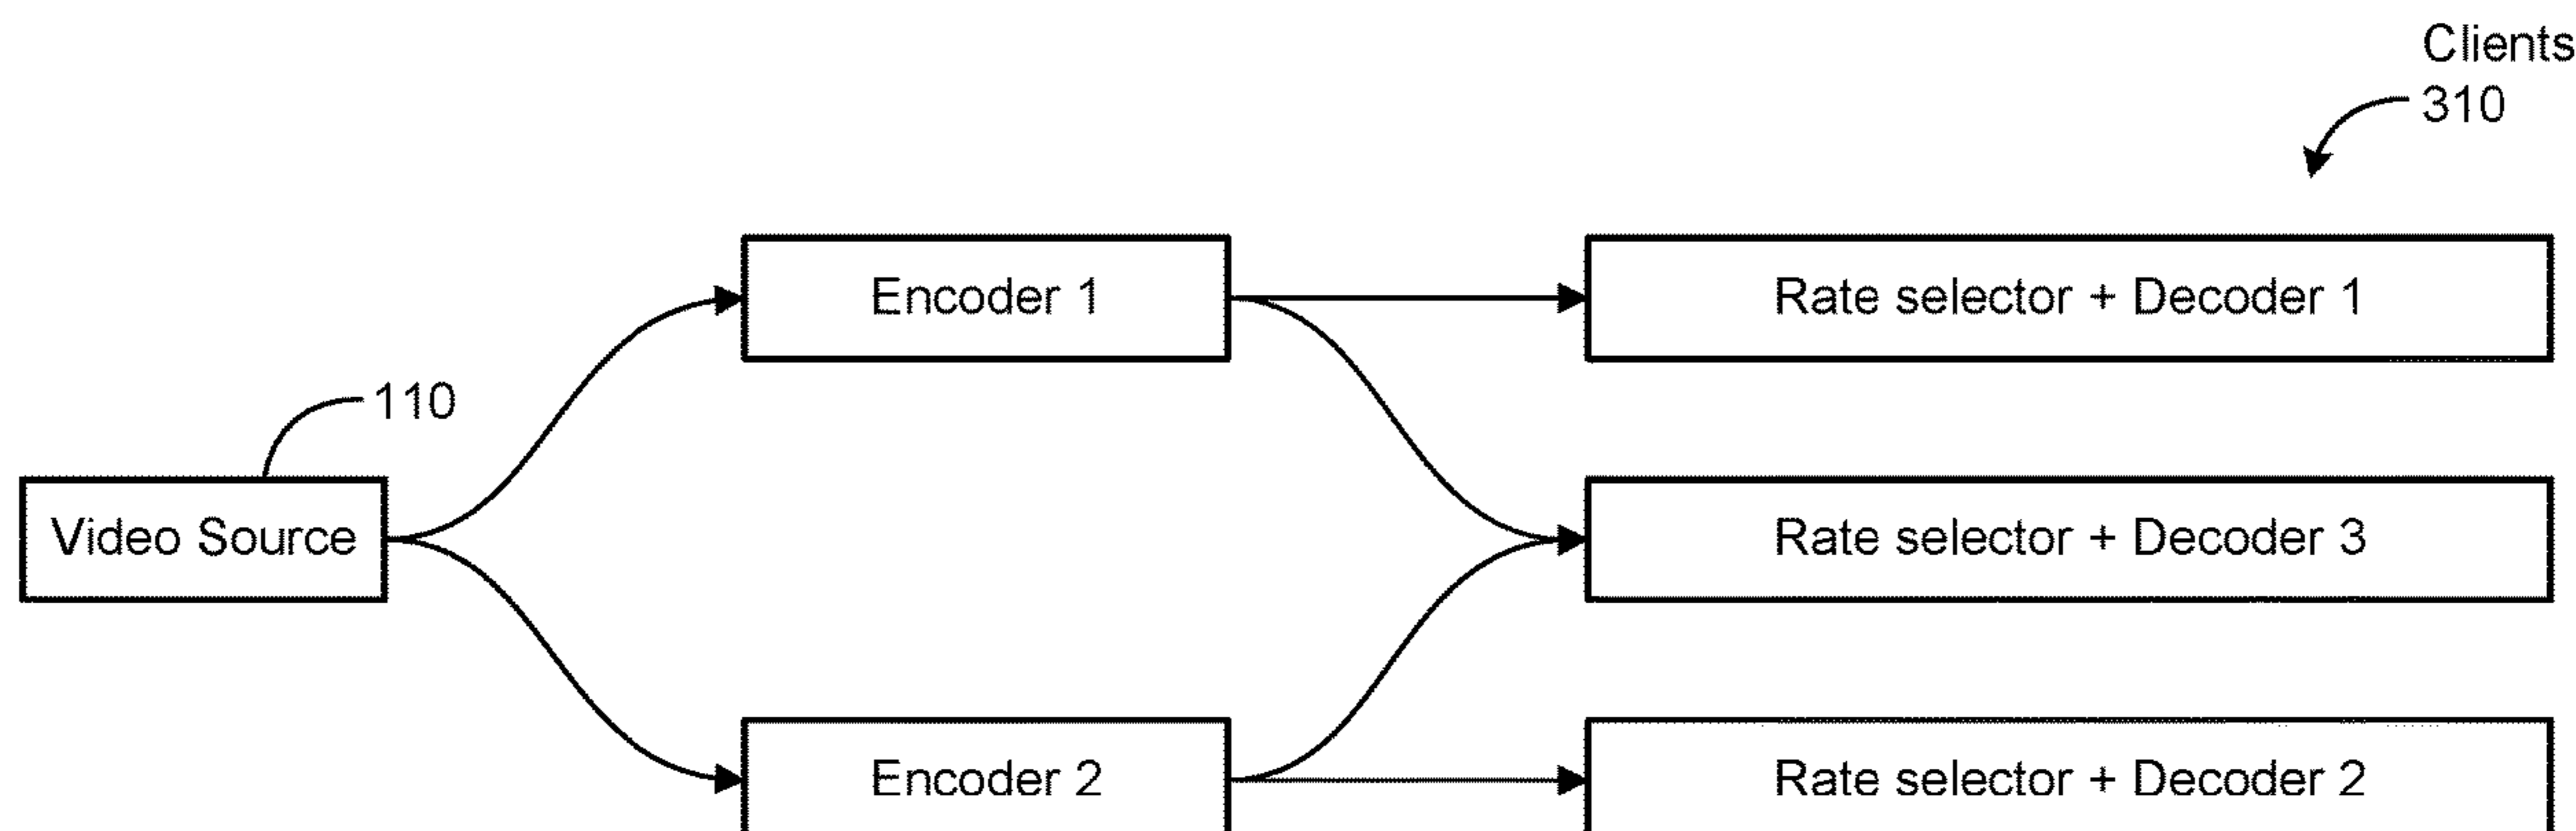 Clients
310
Encoder 1
Rate selector + Decoder 1
110
Video Source
Rate selector + Decoder 3
Encoder 2
Rate selector + Decoder 2